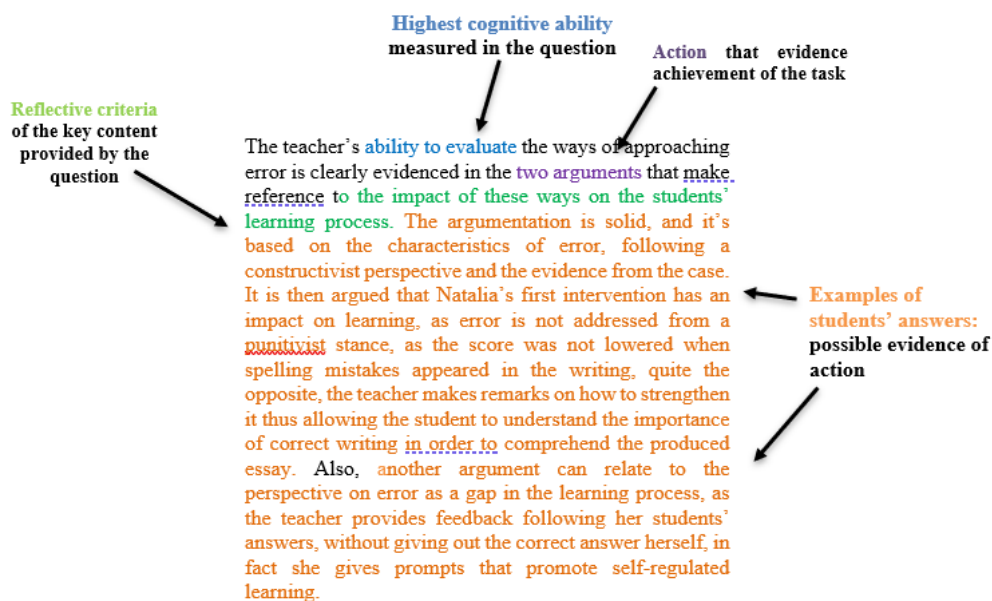 Highest cognitive ability
measured in the question
Action that evidence
achievement of the task
Reflective criteria
of the key content
provided by the
question
The teacher's ability to evaluate the ways of approaching
error is clearly evidenced in the two arguments that make
reference to the impact of these ways on the students'
learning process. The argumentation is solid, and it's
based on the characteristics of error, following a
constructivist perspective and the evidence from the case.
It is then argued that Natalia's first intervention has an
impact on learning, as error is not addressed from a
punitivist stance, as the score was not lowered when
spelling mistakes appeared in the writing, quite the
opposite, the teacher makes remarks on how to strengthen
it thus allowing the student to understand the importance
of correct writing in order to comprehend the produced
essay. Also, another argument can relate to the
perspective on error as a gap in the learning process, as
the teacher provides feedback following her students'
answers, without giving out the correct answer herself, in
fact she gives prompts that promote self-regulated
learning.
Examples of
students' answers:
possible evidence of
action